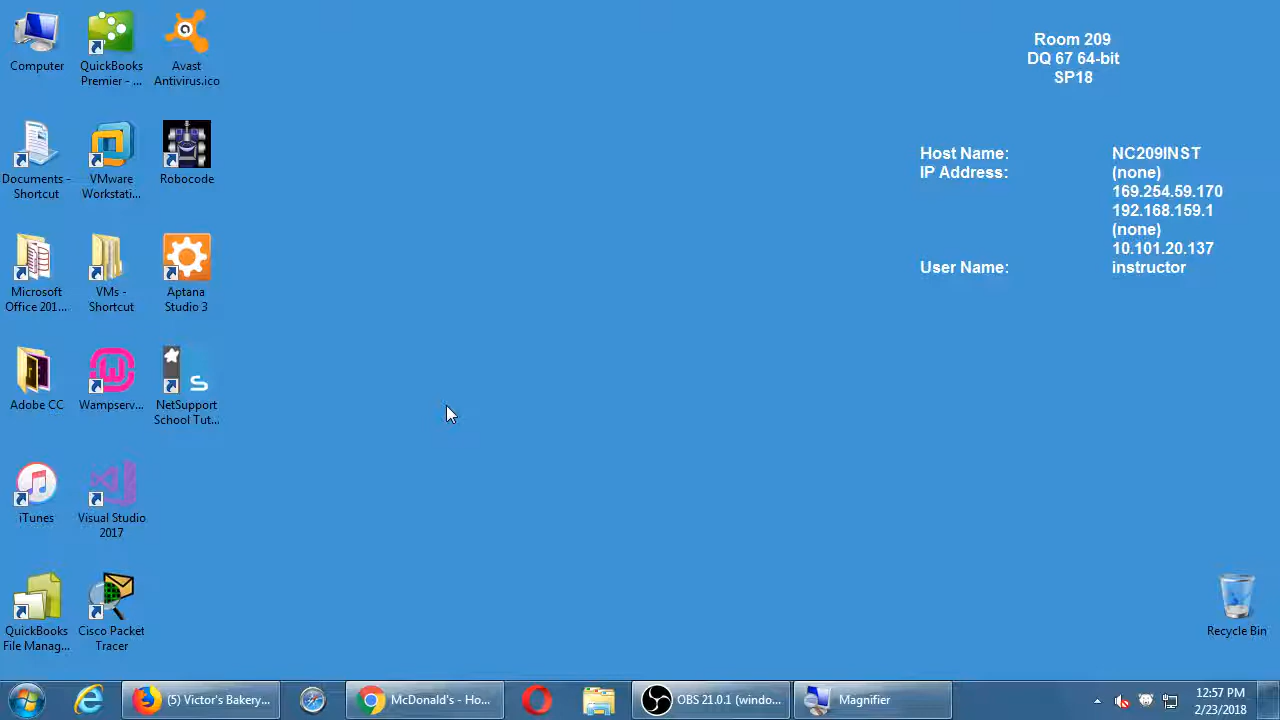 Computer
QuickBooks
Premier - ...
Avast
Antivirus.ico
Documents -
Shortcut
VMware
Workstati...
Robocode
Microsoft
Office 201...
VMs -
Shortcut
Aptana
Studio 3
Adobe CC
Wampserv...
NetSupport
School Tut...
iTunes
Visual Studio
2017
QuickBooks
File Manag...
Cisco Packet
Tracer
Room 209
DQ 67 64-bit
SP18
Host Name: NC209INST
IP Address: (none)
169.254.59.170
192.168.159.1
(none)
10.101.20.137
User Name: instructor
Recycle Bin
(5) Victor's Bakery...
McDonald's - Ho...
OBS 21.0.1 (windo...
Magnifier
12:57 PM
2/23/2018